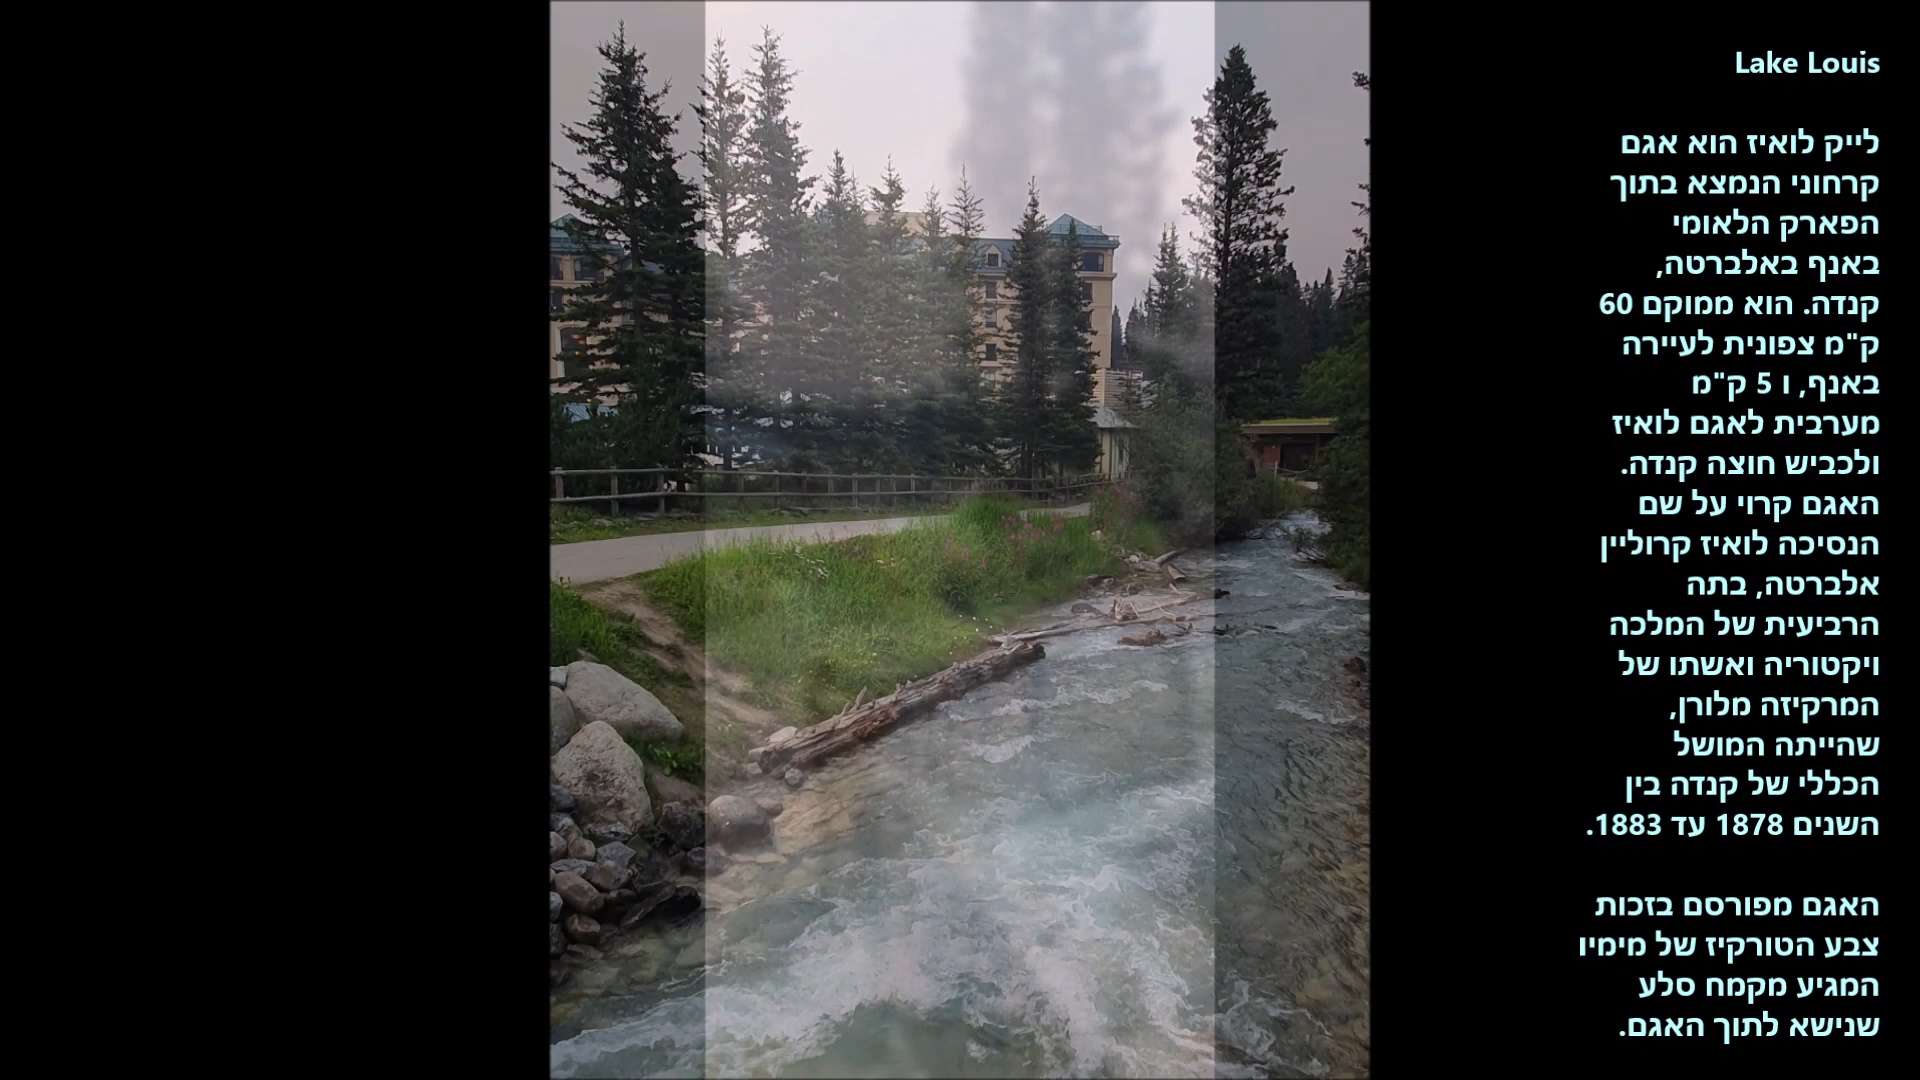 Lake Louis
לייק לואיז הוא אגם
קרחוני הנמצא בתוך
הפארק הלאומי
באנף באלברטה,
קנדה. הוא ממוקם 60
ק"מ צפונית לעיירה
באנף, ו 5 ק"מ
מערבית לאגם לואיז
ולכביש חוצה קנדה.
האגם קרוי על שם
הנסיכה לואיז קרוליין
אלברטה, בתה
הרביעית של המלכה
ויקטוריה ואשתו של
המרקיזה מלורן,
שהייתה המושל
הכללי של קנדה בין
השנים 1878 עד 1883.
האגם מפורסם בזכות
צבע הטורקיז של מימיו
המגיע מקמח סלע
שנישא לתוך האגם.